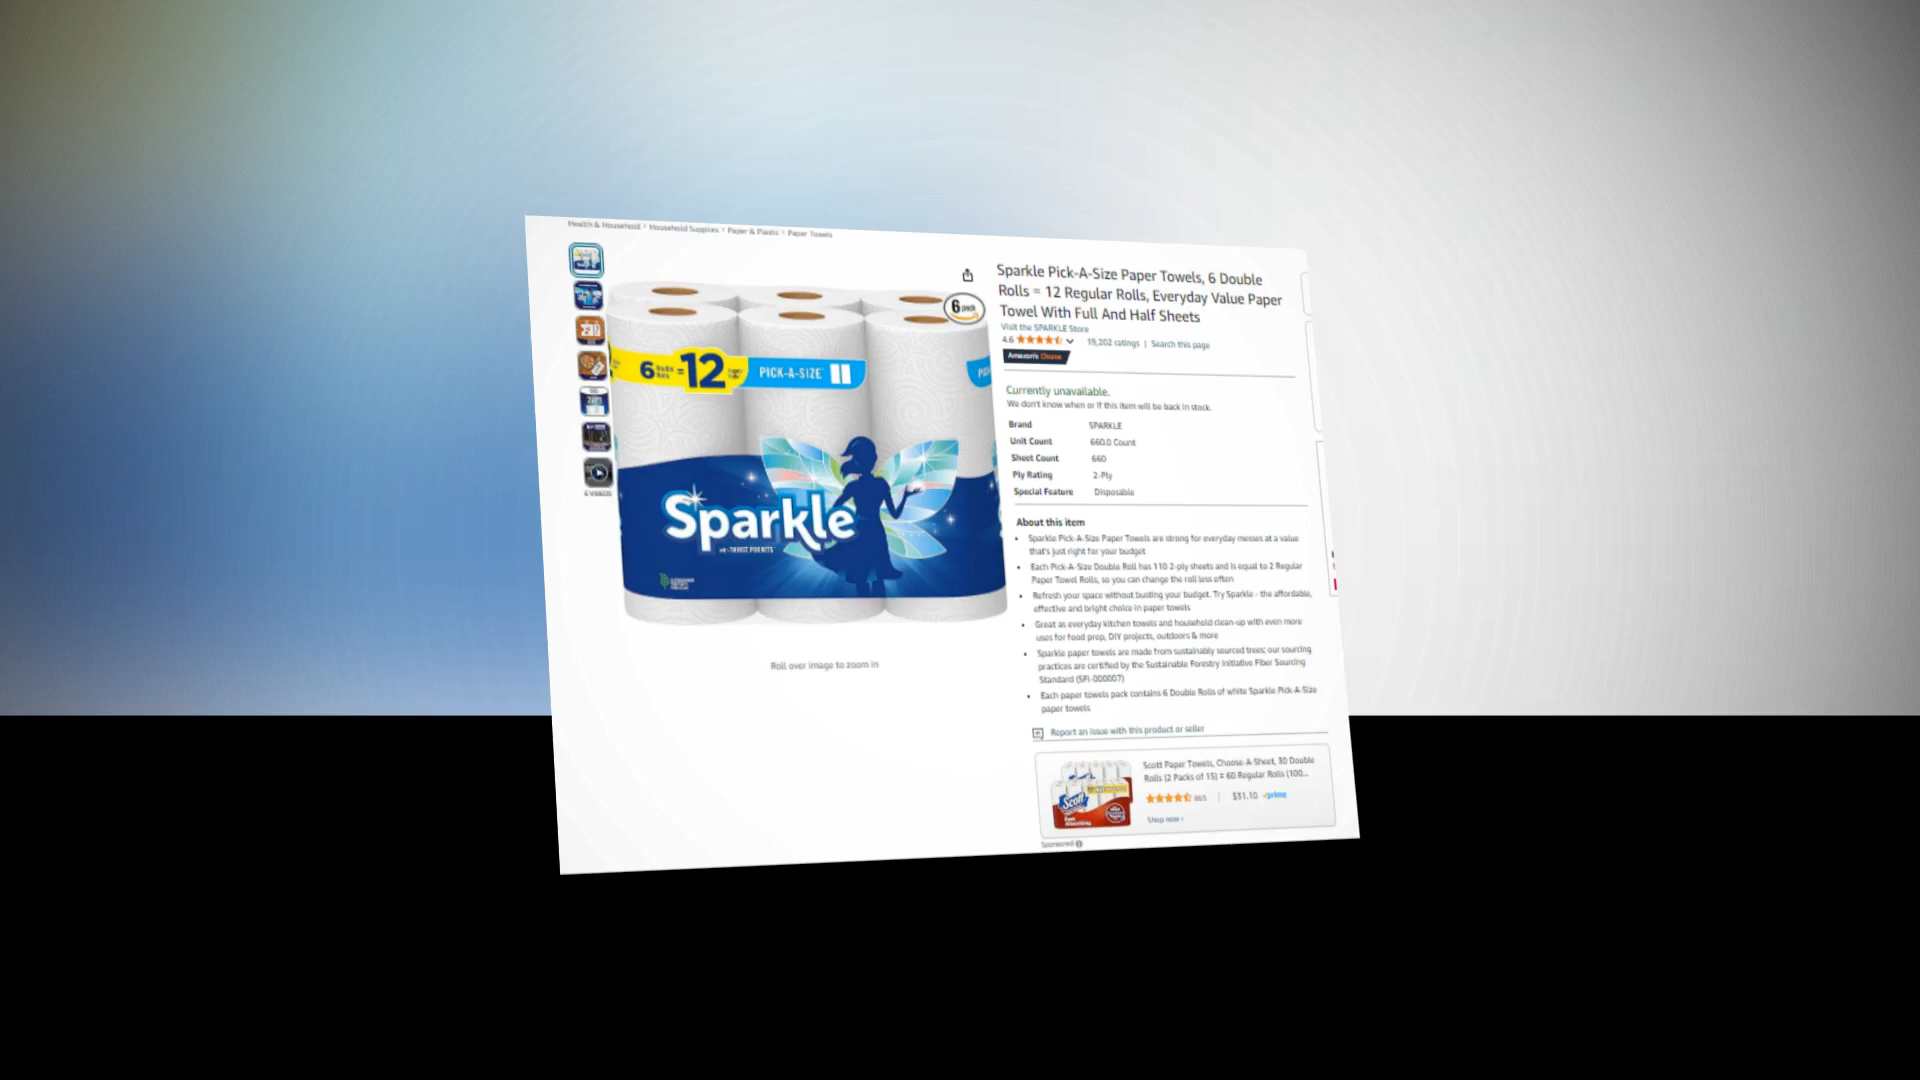 Health & Household › Household Supplies › Paper & Plastic › Paper Towels
Sparkle Pick-A-Size Paper Towels, 6 Double
Rolls = 12 Regular Rolls, Everyday Value Paper
Towel With Full And Half Sheets
Visit the SPARKLE Store
4.6
19,202 ratings | Search this page
Amazon's Choice
Currently unavailable.
We don't know when or if this item will be back in stock.
Brand SPARKLE
Unit Count 660.0 Count
Sheet Count 660
Ply Rating 2-Ply
Special Feature Disposable
About this item
• Sparkle Pick-A-Size Paper Towels are strong for everyday messes at a value
that's just right for your budget
• Each Pick-A-Size Double Roll has 110 2-ply sheets and is equal to 2 Regular
Paper Towel Rolls, so you can change the roll less often
• Refresh your space without busting your budget. Try Sparkle - the affordable,
effective and bright choice in paper towels
• Great as everyday kitchen towels and household clean-up with even more
uses for food prep, DIY projects, outdoors & more
• Sparkle paper towels are made from sustainably sourced trees; our sourcing
practices are certified by the Sustainable Forestry Initiative Fiber Sourcing
Standard (SFI-000007)
• Each paper towels pack contains 6 Double Rolls of white Sparkle Pick-A-Size
paper towels
Report an issue with this product or seller
Scott Paper Towels, Choose-A-Sheet, 30 Double
Rolls (2 Packs of 15) = 60 Regular Rolls (100...
865 | $31.10 prime
Shop now ›
Sponsored
6 pack
6 Double Rolls = 12 Regular Rolls
PICK-A-SIZE
Sparkle
with THIRST POCKETS
6 VIDEOS
Roll over image to zoom in
Scott